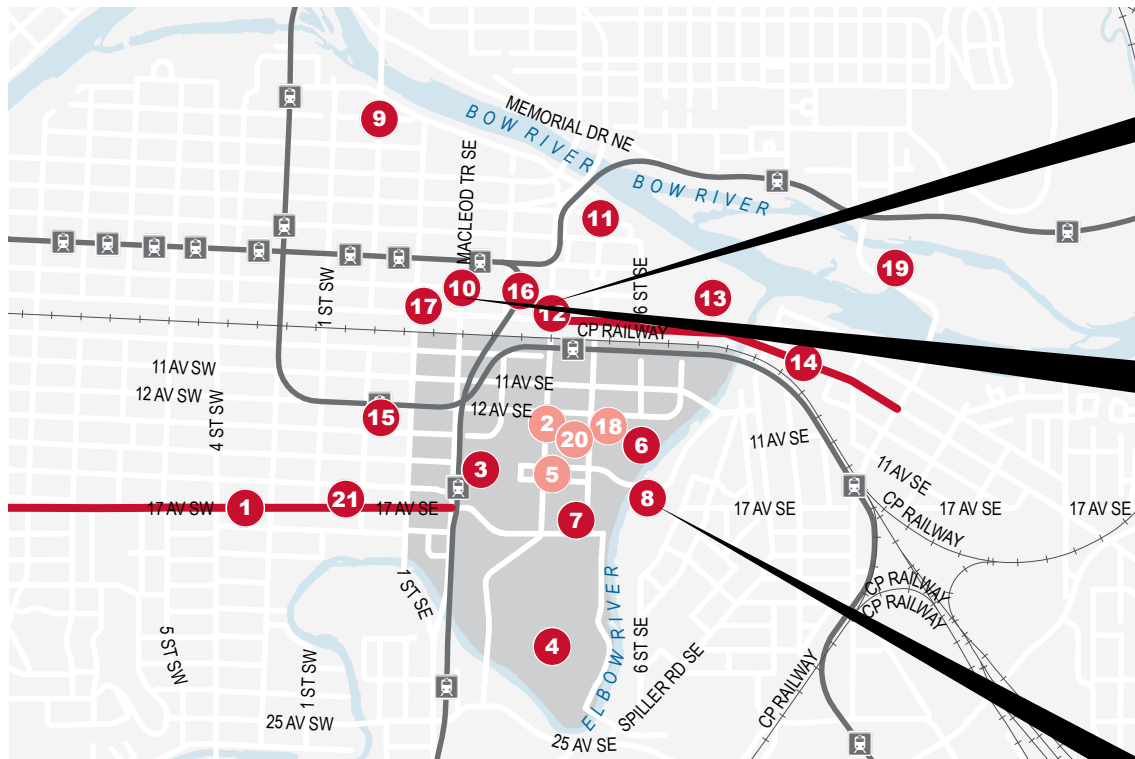 9
MEMORIAL DR NE
BOW RIVER
BOW RIVER
MACLEOD TR SE
11
19
10
16
17
12
13
1 ST SW
6 ST SE
CP RAILWAY
14
11 AV SW
11 AV SE
12 AV SW
12 AV SE
4 ST SW
15
2
18
20
6
11 AV SE
3
5
11 AV SE
21
1
8
17 AV SW
17 AV SE
17 AV SE
17 AV SE
17 AV SE
7
CP RAILWAY
1 ST SE
CP RAILWAY
CP RAILWAY
ELBOW RIVER
4
6 ST SE
5 ST SW
1 ST SW
SPILLER RD SE
CP RAILWAY
25 AV SW
25 AV SE